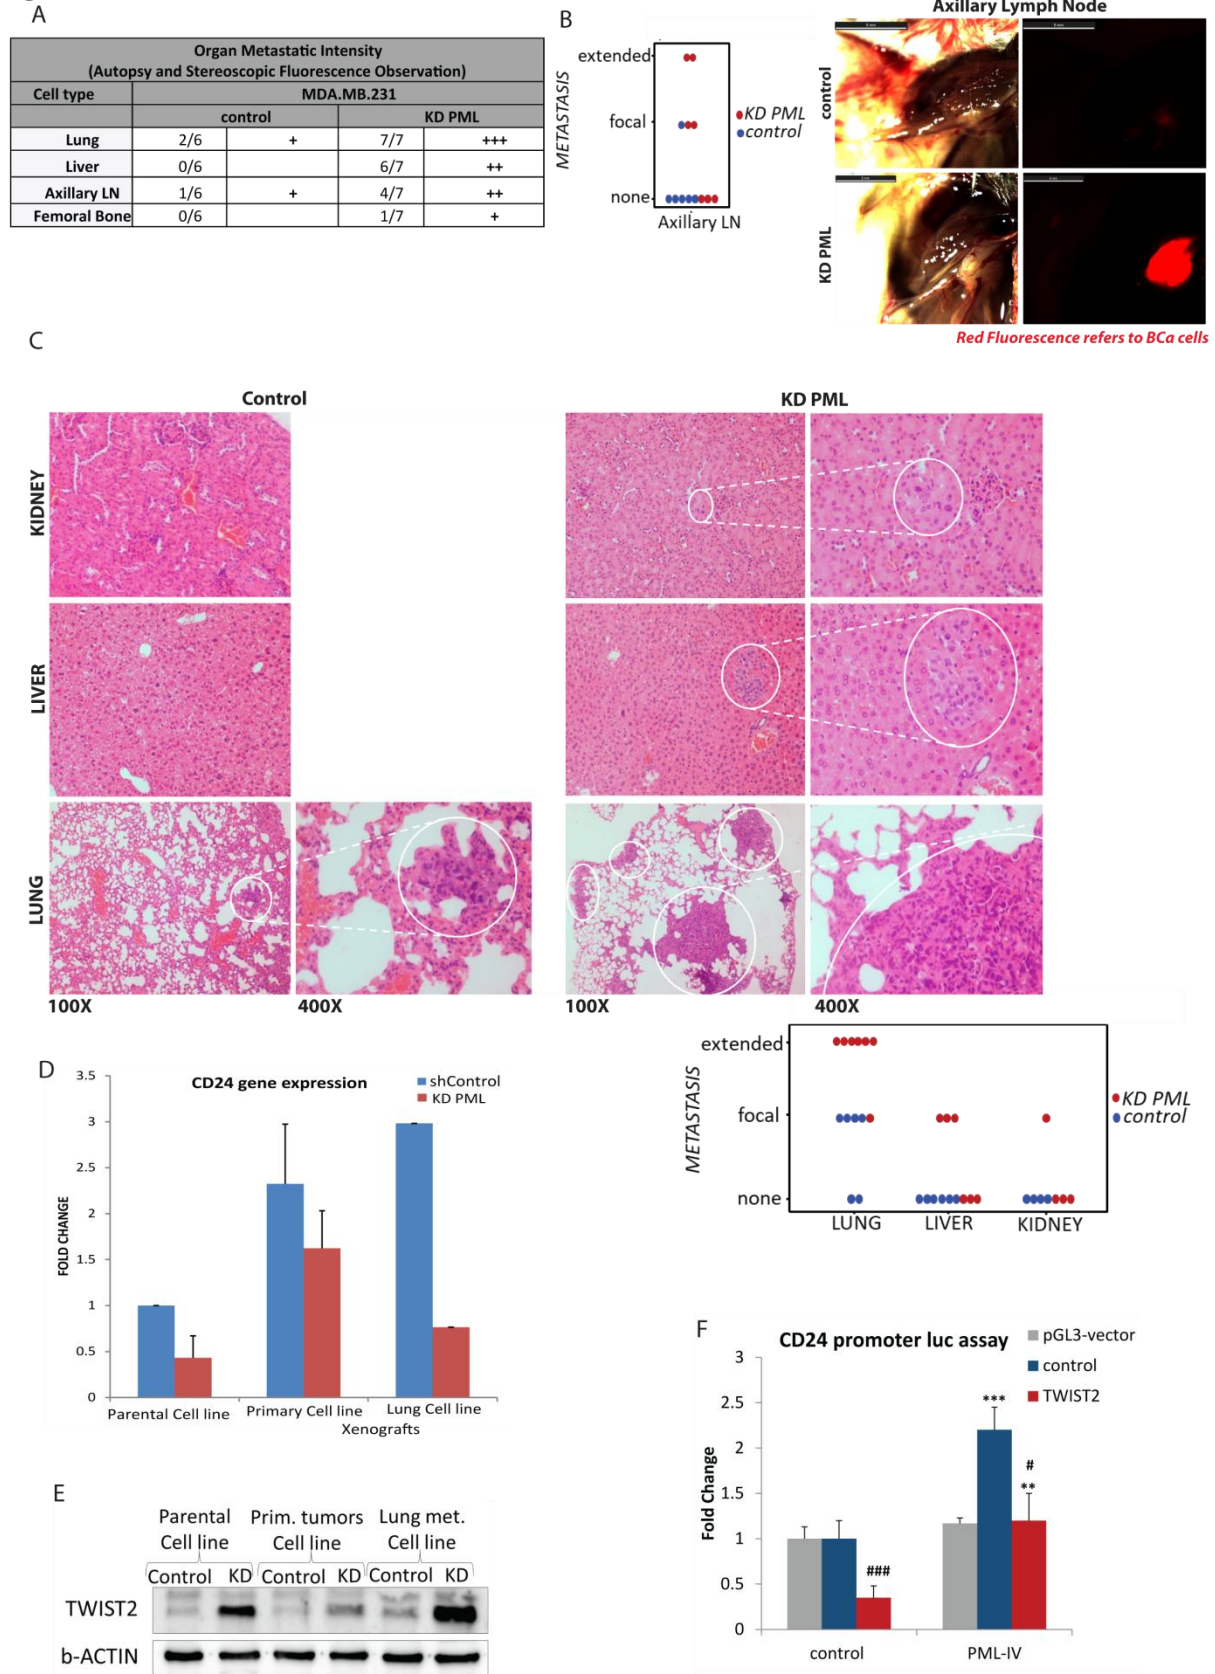 A
Organ Metastatic Intensity
(Autopsy and Stereoscopic Fluorescence Observation)
Cell type MDA.MB.231
control KD PML
Lung 2/6 + 7/7 +++
Liver 0/6 6/7 ++
Axillary LN 1/6 + 4/7 ++
Femoral Bone 0/6 1/7 +
B
METASTASIS
extended
focal
none
Axillary LN
KD PML
control
Axillary Lymph Node
control
KD PML
Red Fluorescence refers to BCa cells
C
Control KD PML
KIDNEY
LIVER
LUNG
100X 400X 100X 400X
METASTASIS
extended
focal
none
LUNG LIVER KIDNEY
KD PML
control
D
CD24 gene expression
shControl
KD PML
FOLD CHANGE
3.5
3
2.5
2
1.5
1
0.5
0
Parental Cell line Primary Cell line Lung Cell line
Xenografts
E
Parental Prim. tumors Lung met.
Cell line Cell line Cell line
Control KD Control KD Control KD
TWIST2
b-ACTIN
F
CD24 promoter luc assay
pGL3-vector
control
TWIST2
Fold Change
3
2.5
2
1.5
1
0.5
0
***
#
**
###
control PML-IV